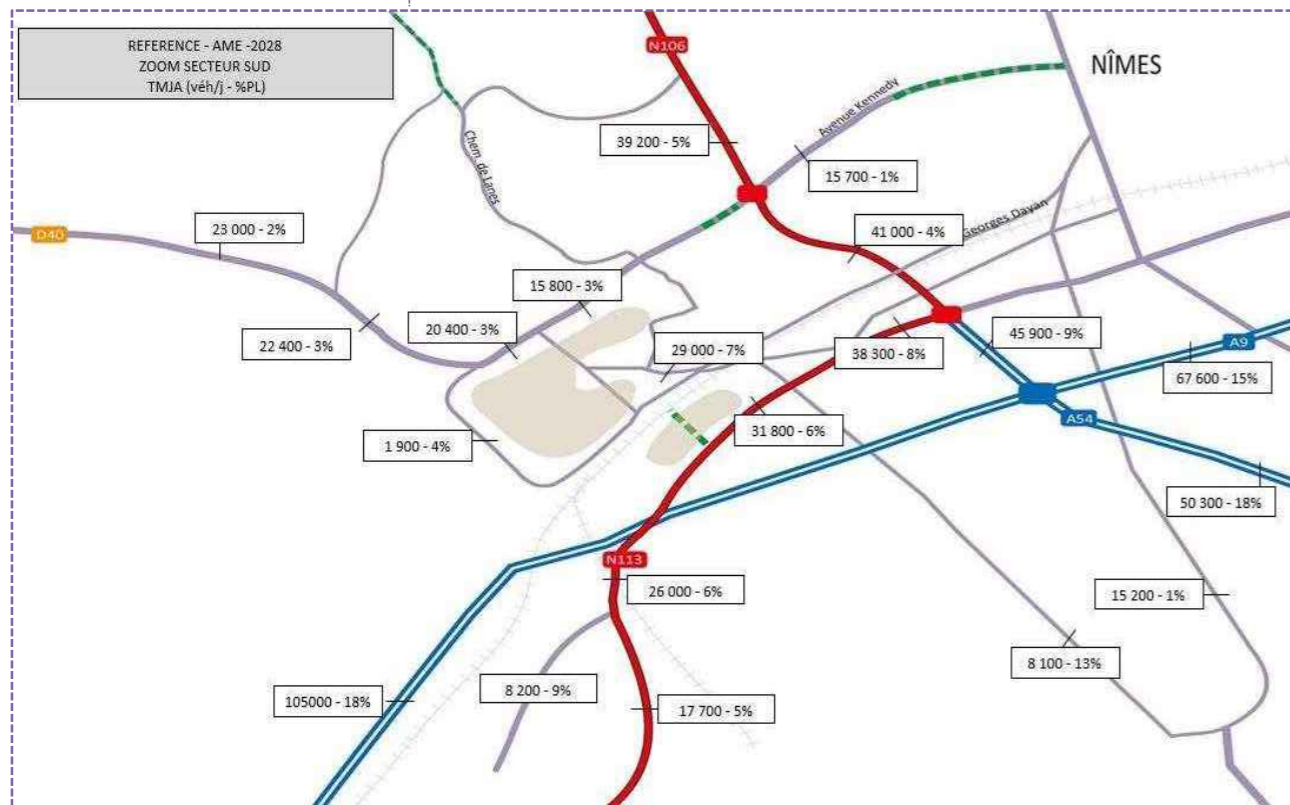 REFERENCE - AME -2028
ZOOM SECTEUR SUD
TMJA (véh/j - %PL)
N106
NÎMES
Avenue Kennedy
39 200 - 5%
15 700 - 1%
Chem. de Lanes
23 000 - 2%
D40
Georges Dayan
41 000 - 4%
15 800 - 3%
20 400 - 3%
22 400 - 3%
29 000 - 7%
38 300 - 8%
45 900 - 9%
A9
67 600 - 15%
A54
31 800 - 6%
1 900 - 4%
50 300 - 18%
N113
26 000 - 6%
15 200 - 1%
8 100 - 13%
8 200 - 9%
105000 - 18%
17 700 - 5%